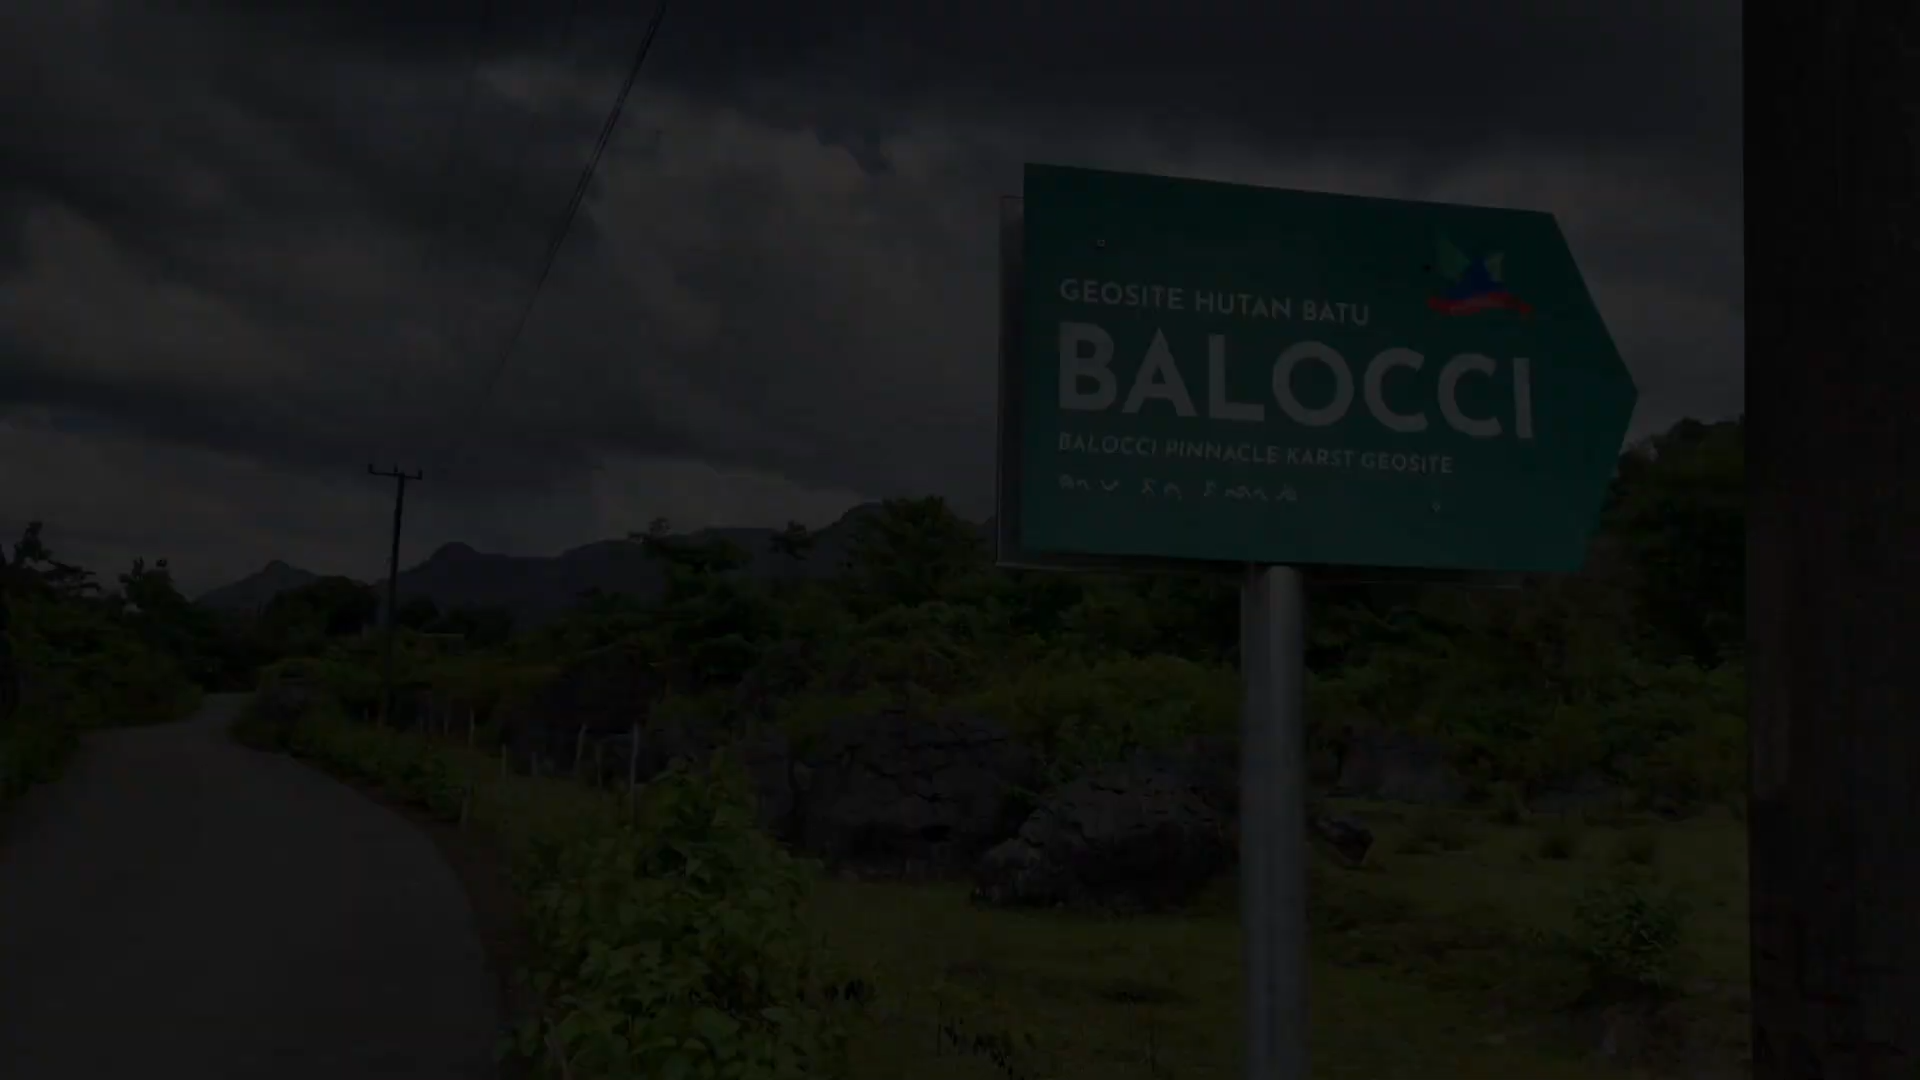 GEOSITE HUTAN BATU
BALOCCI
BALOCCI PINNACLE KARST GEOSITE